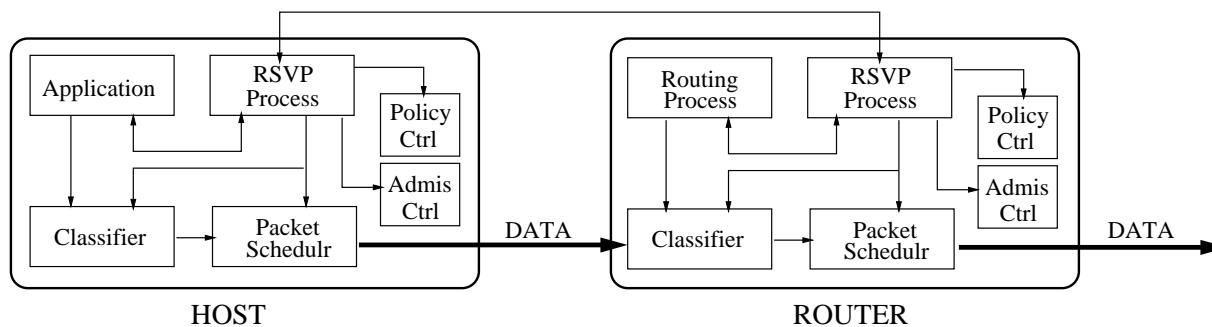 Application
RSVP
Process
Policy
Ctrl
Admis
Ctrl
Classifier
Packet
Schedulr
DATA
HOST
Routing
Process
RSVP
Process
Policy
Ctrl
Admis
Ctrl
Classifier
Packet
Schedulr
DATA
ROUTER